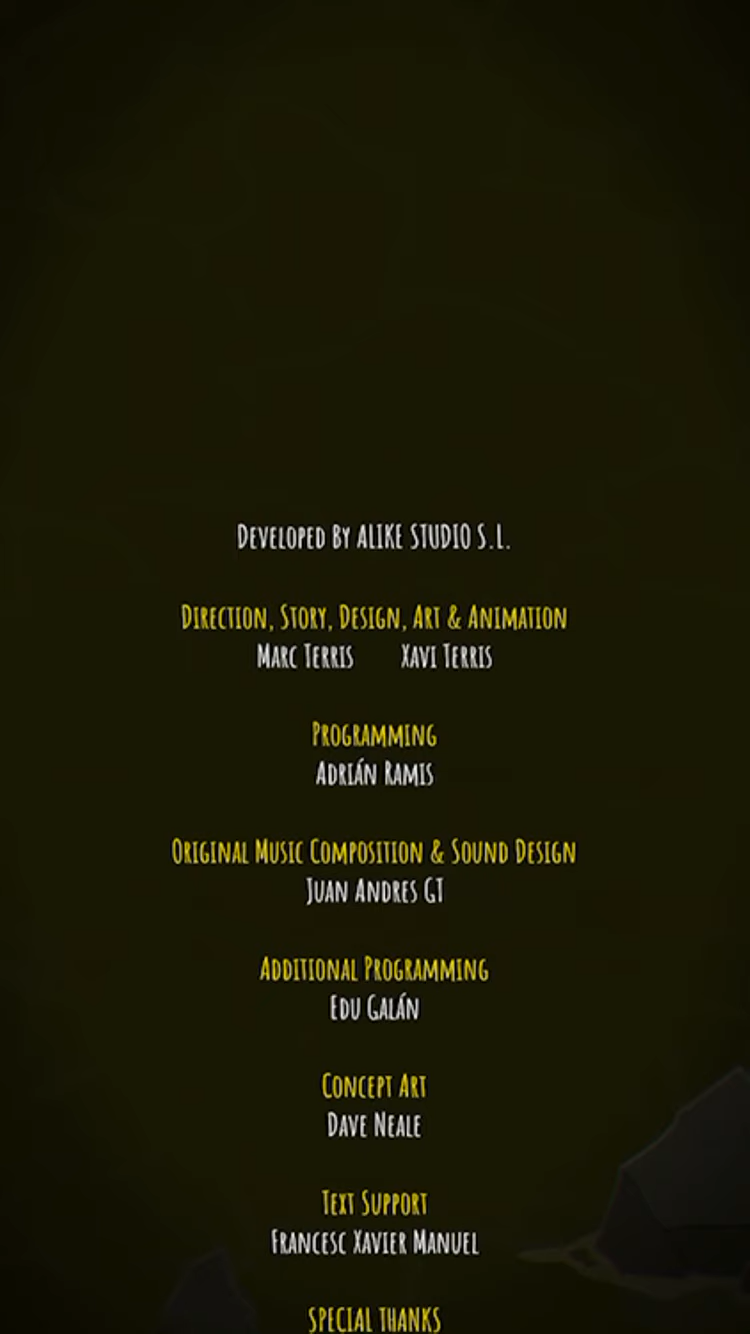 Developed By ALIKE STUDIO S.L.
Direction, Story, Design, Art & Animation
Marc Terris Xavi Terris
Programming
Adrián Ramis
Original Music Composition & Sound Design
Juan Andres GT
Additional Programming
Edu Galán
Concept Art
Dave Neale
Text Support
Francesc Xavier Manuel
SPECIAL THANKS